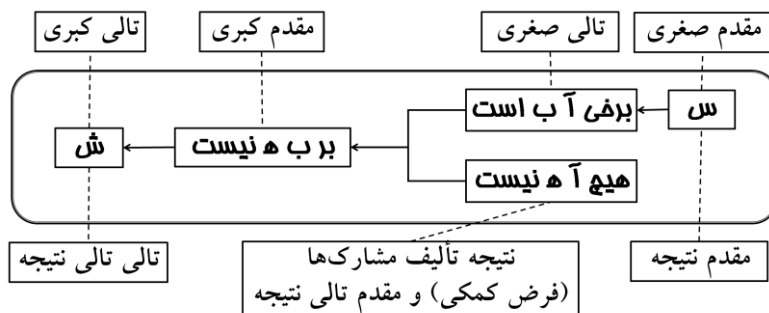 مقدم صغری تالی صغری مقدم کبری تالی کبری
س
برخی آ ب است
بر ب ه نیست
ش
هیچ آ ه نیست
مقدم نتیجه
نتیجه تألیف مشارک‌ها
(فرض کمکی) و مقدم تالی نتیجه
تالی تالی نتیجه